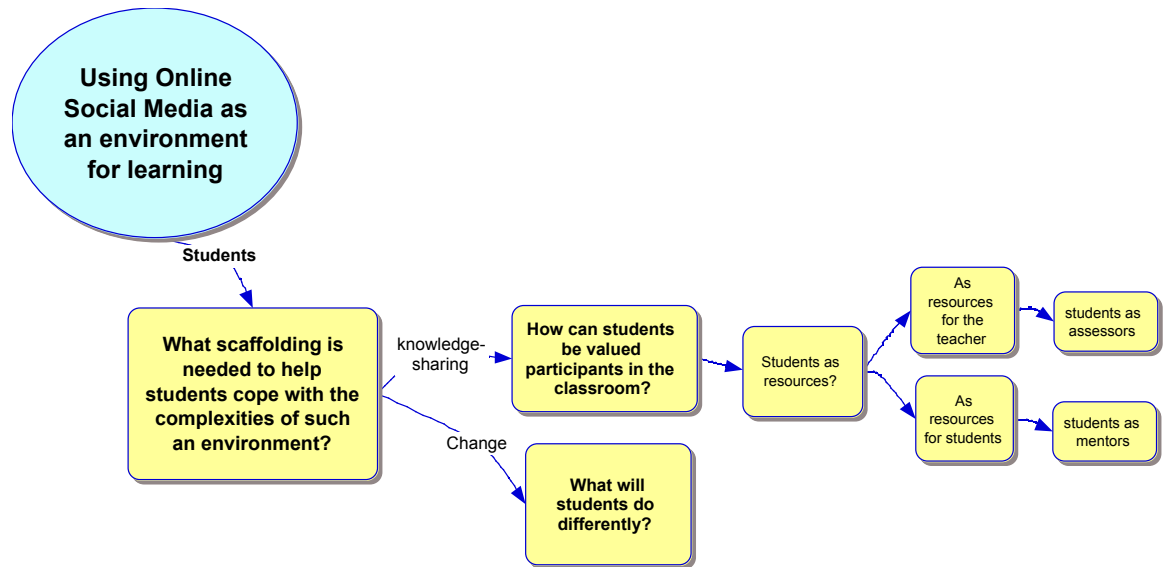 Using Online
Social Media as
an environment
for learning
Students
What scaffolding is
needed to help
students cope with the
complexities of such
an environment?
knowledge-
sharing
How can students
be valued
participants in the
classroom?
Students as
resources?
As
resources
for the
teacher
students as
assessors
As
resources
for students
students as
mentors
Change
What will
students do
differently?